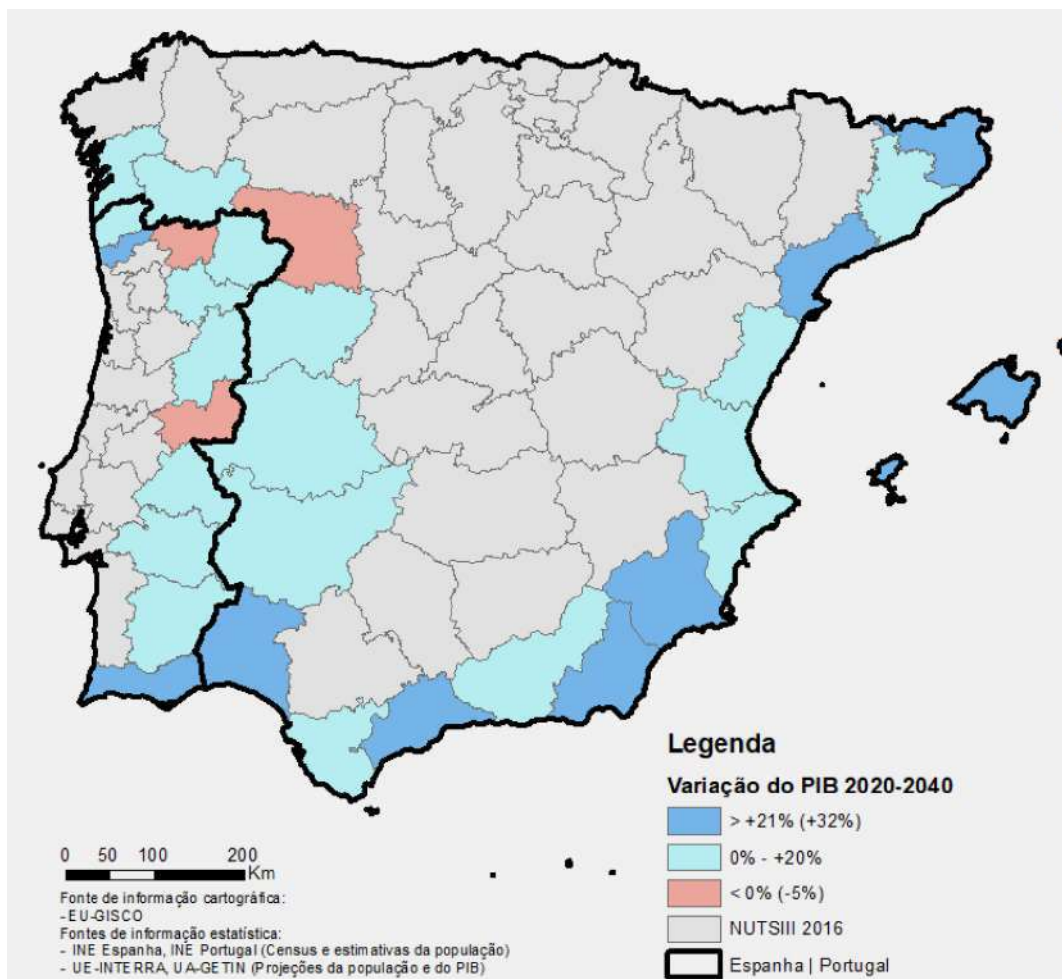 Legenda
Variação do PIB 2020-2040
> +21% (+32%)
0% - +20%
< 0% (-5%)
NUTSIII 2016
Espanha | Portugal
0 50 100 200
Km
Fonte de informação cartográfica:
- EU-GISCO
Fontes de informação estatística:
- INE Espanha, INE Portugal (Census e estimativas da população)
- UE-INTERRA, UA-GETIN (Projeções da população e do PIB)